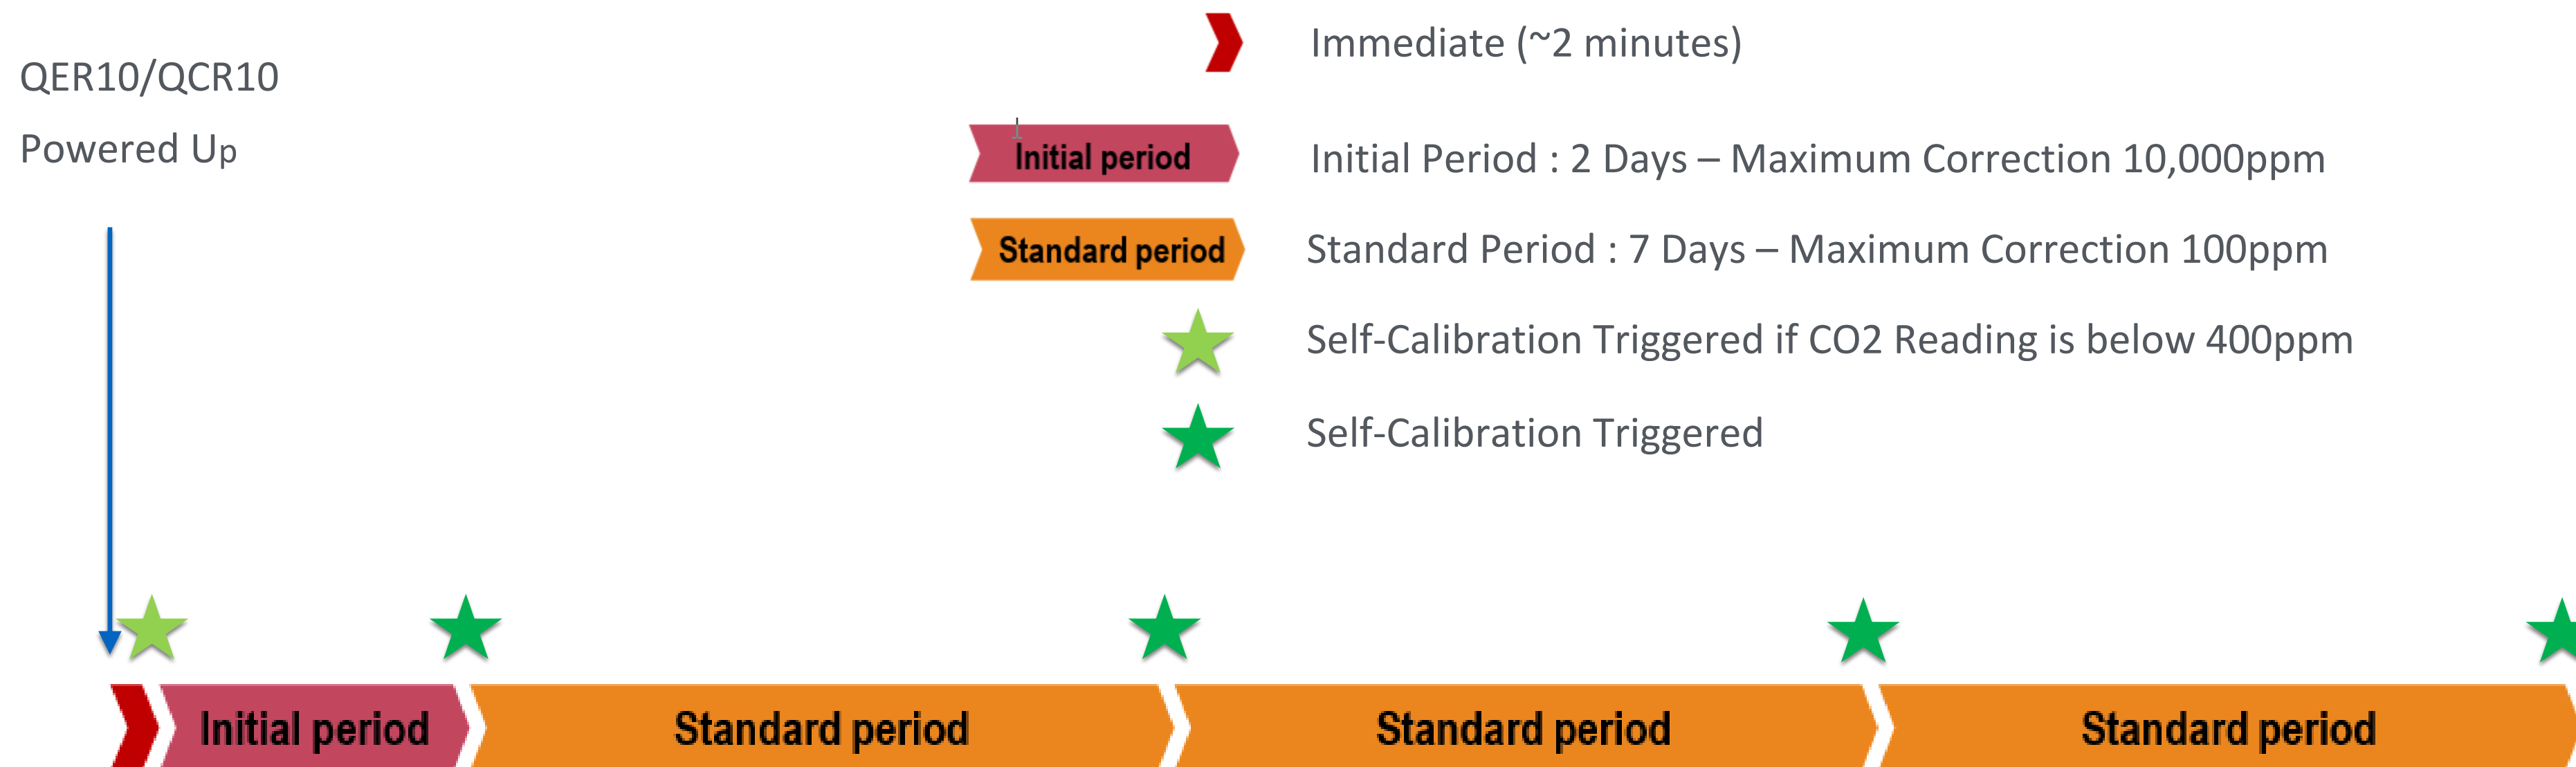 QER10/QCR10
Powered Up
Immediate (~2 minutes)
Initial period
Initial Period : 2 Days – Maximum Correction 10,000ppm
Standard period
Standard Period : 7 Days – Maximum Correction 100ppm
Self-Calibration Triggered if CO2 Reading is below 400ppm
Self-Calibration Triggered
Initial period
Standard period
Standard period
Standard period